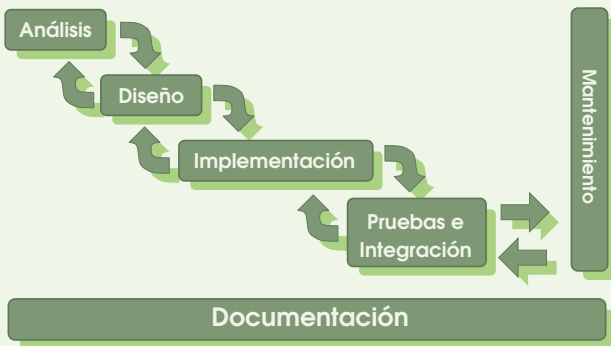 Análisis
Diseño
Implementación
Pruebas e
Integración
Mantenimiento
Documentación